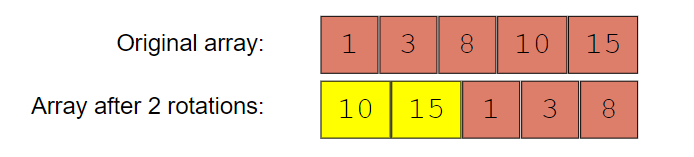 Original array: 1 3 8 10 15
Array after 2 rotations: 10 15 1 3 8